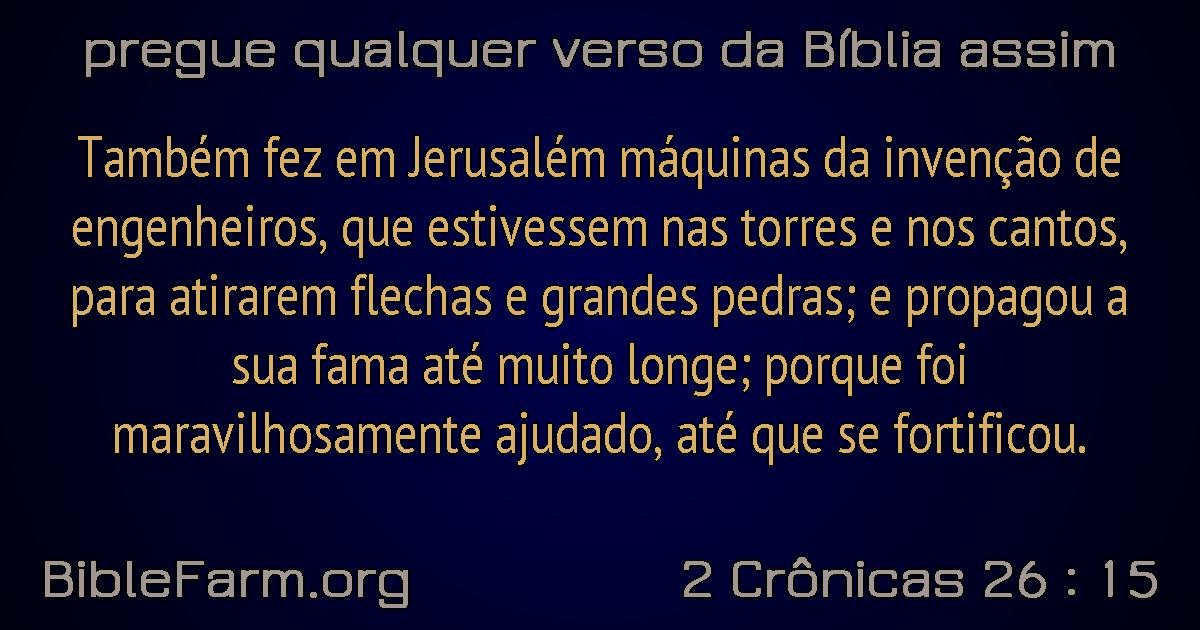 pregue qualquer verso da Bíblia assim
Também fez em Jerusalém máquinas da invenção de
engenheiros, que estivessem nas torres e nos cantos,
para atirarem flechas e grandes pedras; e propagou a
sua fama até muito longe; porque foi
maravilhosamente ajudado, até que se fortificou.
BibleFarm.org
2 Crônicas 26 : 15